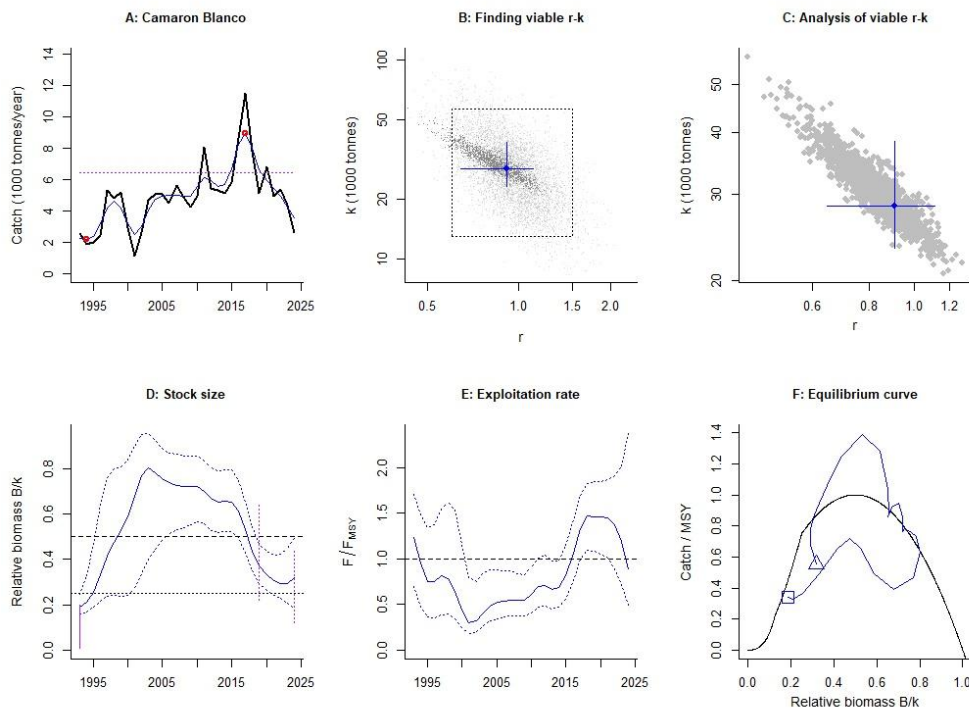 A: Camaron Blanco
Catch (1000 tonnes/year)
14
12
10
8
6
4
2
0
1995 2005 2015 2025
B: Finding viable r-k
k (1000 tonnes)
100
50
20
10
0.5 1.0 1.5 2.0
r
C: Analysis of viable r-k
k (1000 tonnes)
50
40
30
20
0.6 0.8 1.0 1.2
r
D: Stock size
Relative biomass B/k
0.8
0.6
0.4
0.2
0.0
1995 2005 2015 2025
E: Exploitation rate
F / FMSY
2.0
1.5
1.0
0.5
0.0
1995 2005 2015 2025
F: Equilibrium curve
Catch / MSY
1.4
1.2
1.0
0.8
0.6
0.4
0.2
0.0
0.0 0.2 0.4 0.6 0.8 1.0
Relative biomass B/k